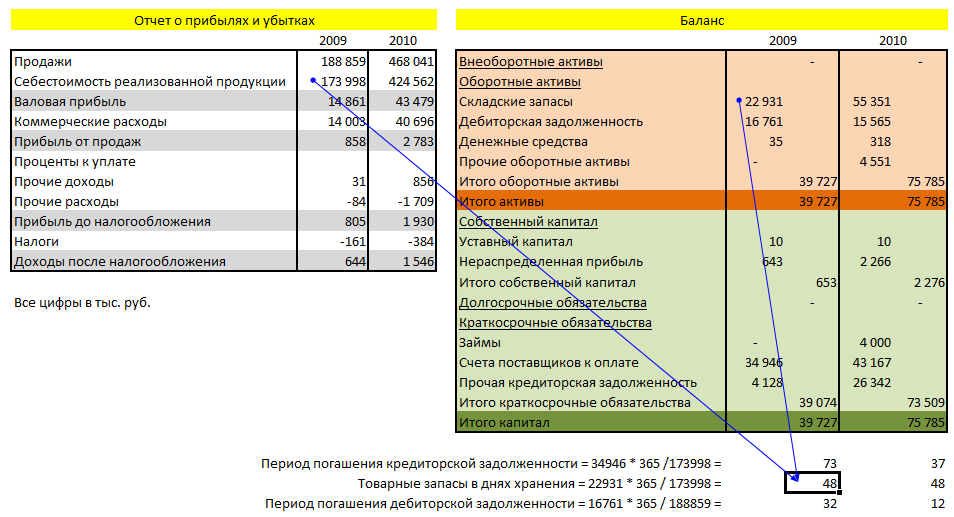 Отчет о прибылях и убытках
2009 2010
Продажи 188 859 468 041
Себестоимость реализованной продукции 173 998 424 562
Валовая прибыль 14 861 43 479
Коммерческие расходы 14 003 40 696
Прибыль от продаж 858 2 783
Проценты к уплате
Прочие доходы 31 856
Прочие расходы -84 -1 709
Прибыль до налогообложения 805 1 930
Налоги -161 -384
Доходы после налогообложения 644 1 546
Все цифры в тыс. руб.
Баланс
2009 2010
Внеоборотные активы - -
Оборотные активы
Складские запасы 22 931 55 351
Дебиторская задолженность 16 761 15 565
Денежные средства 35 318
Прочие оборотные активы - 4 551
Итого оборотные активы 39 727 75 785
Итого активы 39 727 75 785
Собственный капитал
Уставный капитал 10 10
Нераспределенная прибыль 643 2 266
Итого собственный капитал 653 2 276
Долгосрочные обязательства - -
Краткосрочные обязательства
Займы - 4 000
Счета поставщиков к оплате 34 946 43 167
Прочая кредиторская задолженность 4 128 26 342
Итого краткосрочные обязательства 39 074 73 509
Итого капитал 39 727 75 785
Период погашения кредиторской задолженности = 34946 * 365 /173998 = 73 37
Товарные запасы в днях хранения = 22931 * 365 / 173998 = 48 48
Период погашения дебиторской задолженности = 16761 * 365 / 188859 = 32 12